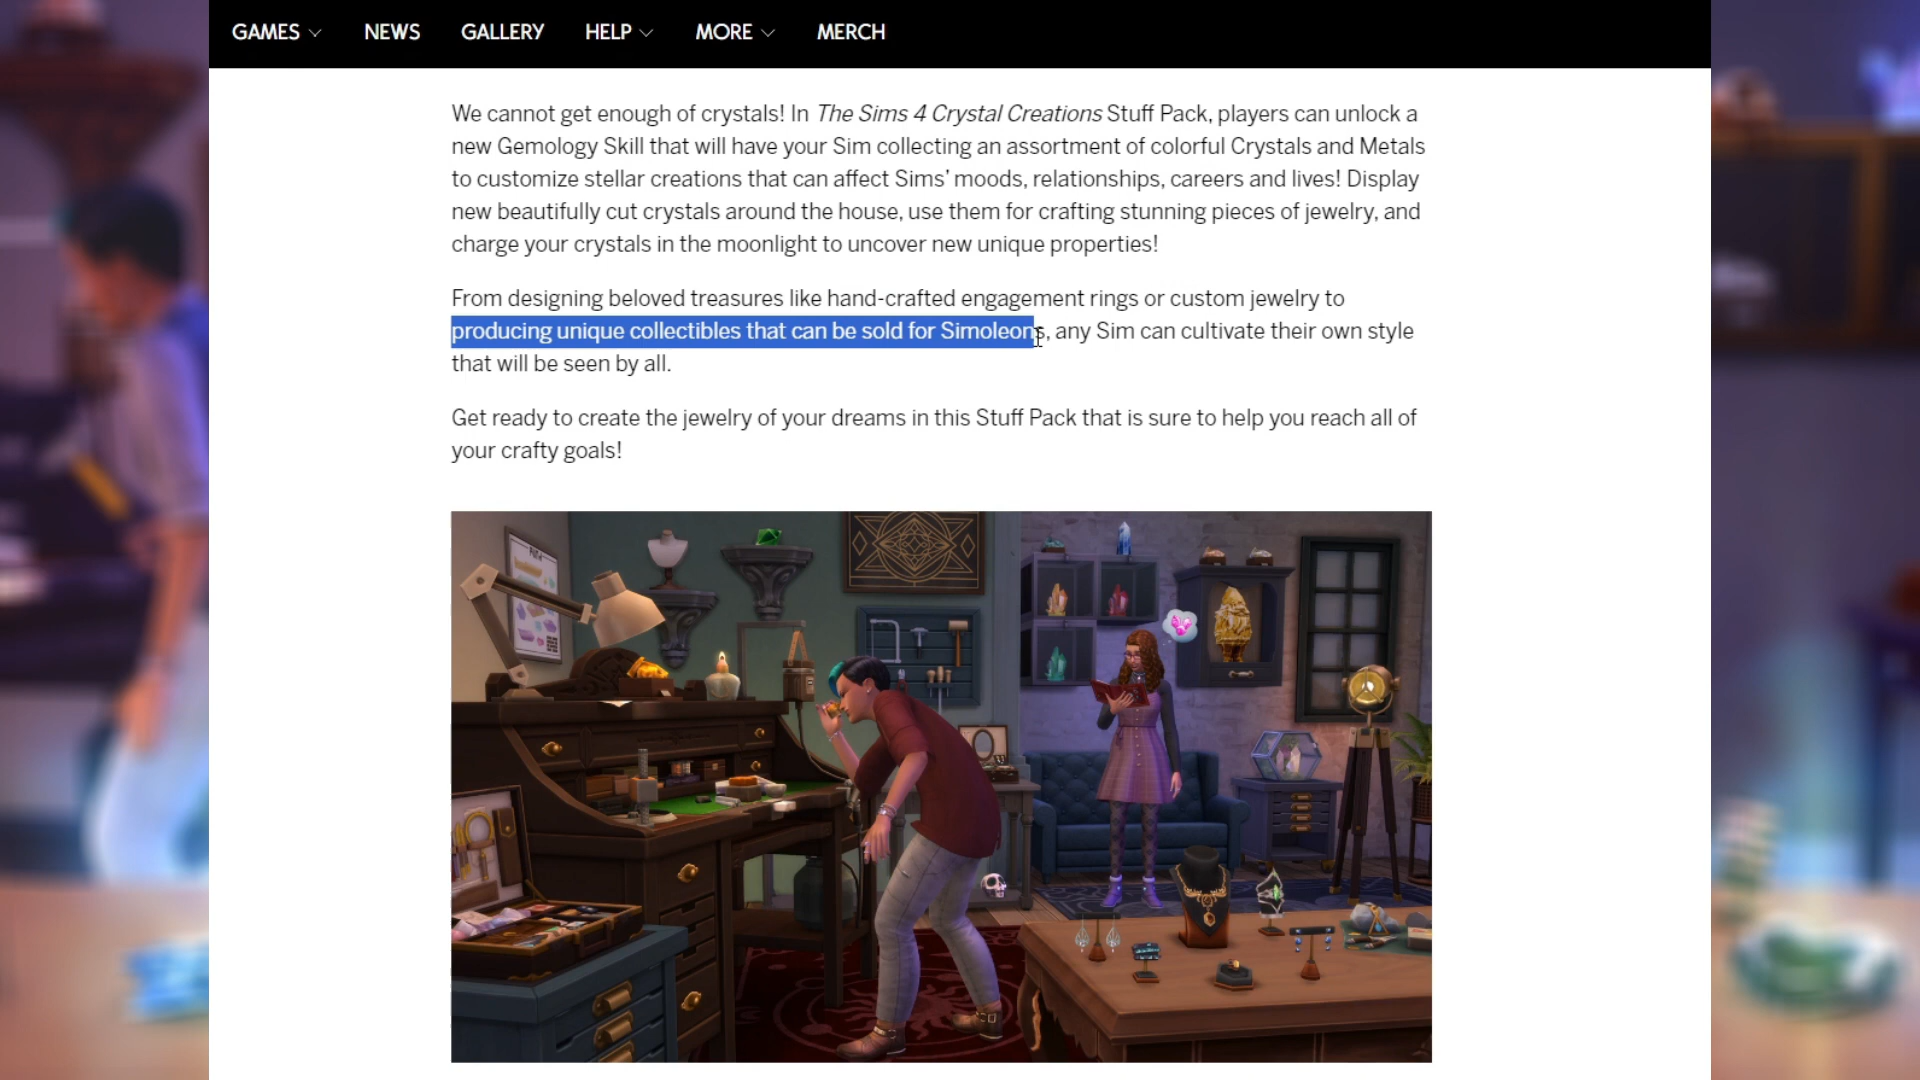 GAMES NEWS GALLERY HELP MORE MERCH
We cannot get enough of crystals! In The Sims 4 Crystal Creations Stuff Pack, players can unlock a
new Gemology Skill that will have your Sim collecting an assortment of colorful Crystals and Metals
to customize stellar creations that can affect Sims’ moods, relationships, careers and lives! Display
new beautifully cut crystals around the house, use them for crafting stunning pieces of jewelry, and
charge your crystals in the moonlight to uncover new unique properties!
From designing beloved treasures like hand-crafted engagement rings or custom jewelry to
producing unique collectibles that can be sold for Simoleons, any Sim can cultivate their own style
that will be seen by all.
Get ready to create the jewelry of your dreams in this Stuff Pack that is sure to help you reach all of
your crafty goals!